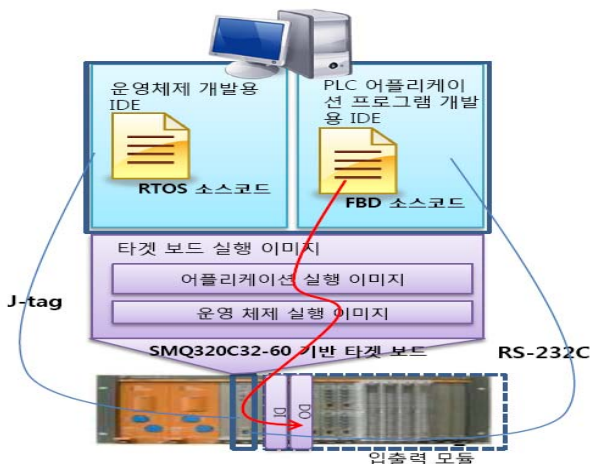 운영체제 개발용
IDE
RTOS 소스코드
PLC 어플리케이
션 프로그램 개발
용 IDE
FBD 소스코드
타겟 보드 실행 이미지
어플리케이션 실행 이미지
운영 체제 실행 이미지
J-tag
SMQ320C32-60 기반 타겟 보드
RS-232C
DI
DO
입출력 모듈